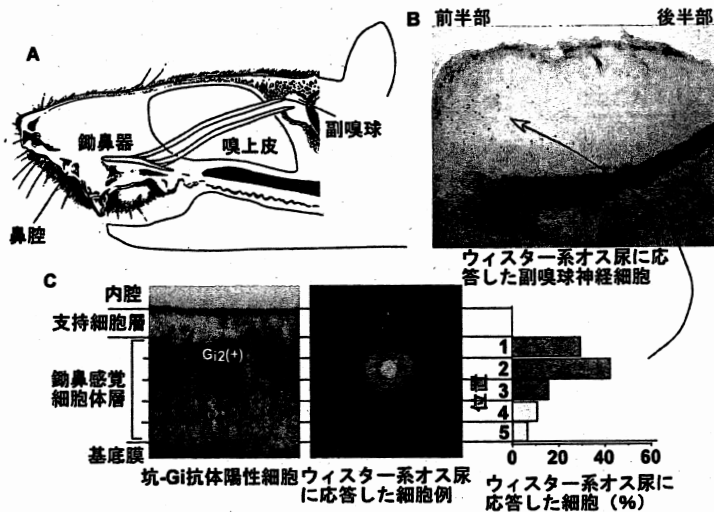 A
鋤鼻器
嗅上皮
副嗅球
鼻腔
B
前半部
後半部
ウィスター系オス尿に応
答した副嗅球神経細胞
C
内腔
支持細胞層
鋤鼻感覚
細胞体層
基底膜
Gi2(+)
坑-Gi抗体陽性細胞
ウィスター系オス尿
に応答した細胞例
位置
1
2
3
4
5
0
20
40
60
ウィスター系オス尿に
応答した細胞（%）